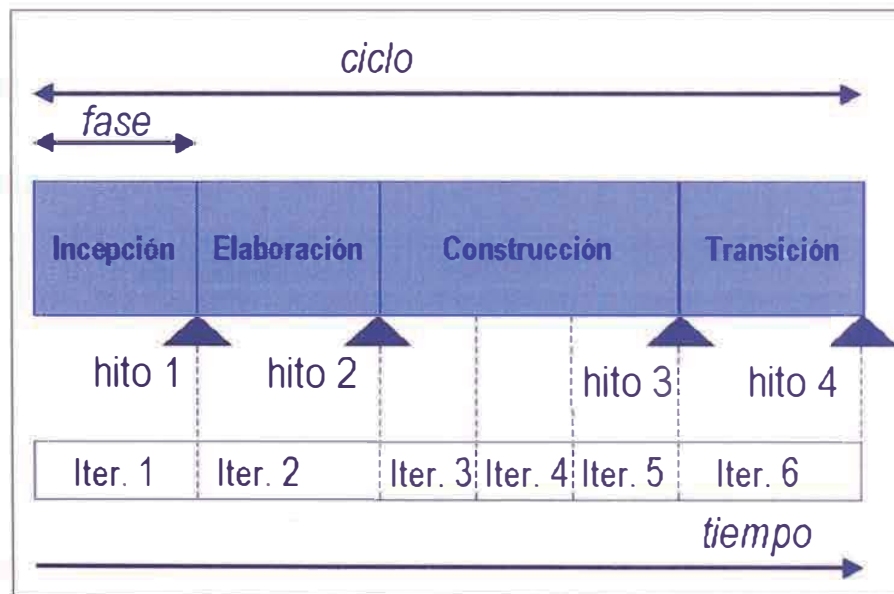 ciclo
fase
Incepción Elaboración Construcción Transición
hito 1 hito 2 hito 3 hito 4
Iter. 1 Iter. 2 Iter. 3 Iter. 4 Iter. 5 Iter. 6
tiempo